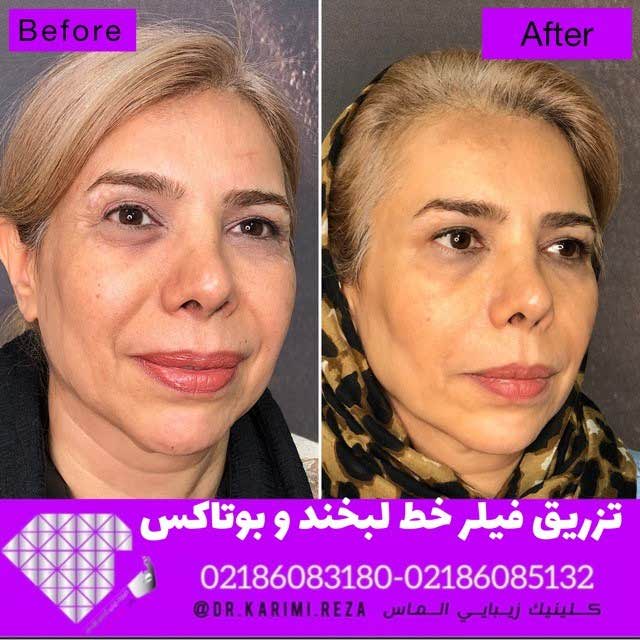 Before
After
تزریق فیلر خط لبخند و بوتاکس
02186083180-02186085132
@DR.KARIMI.REZA کلینیک زیبایی الماس